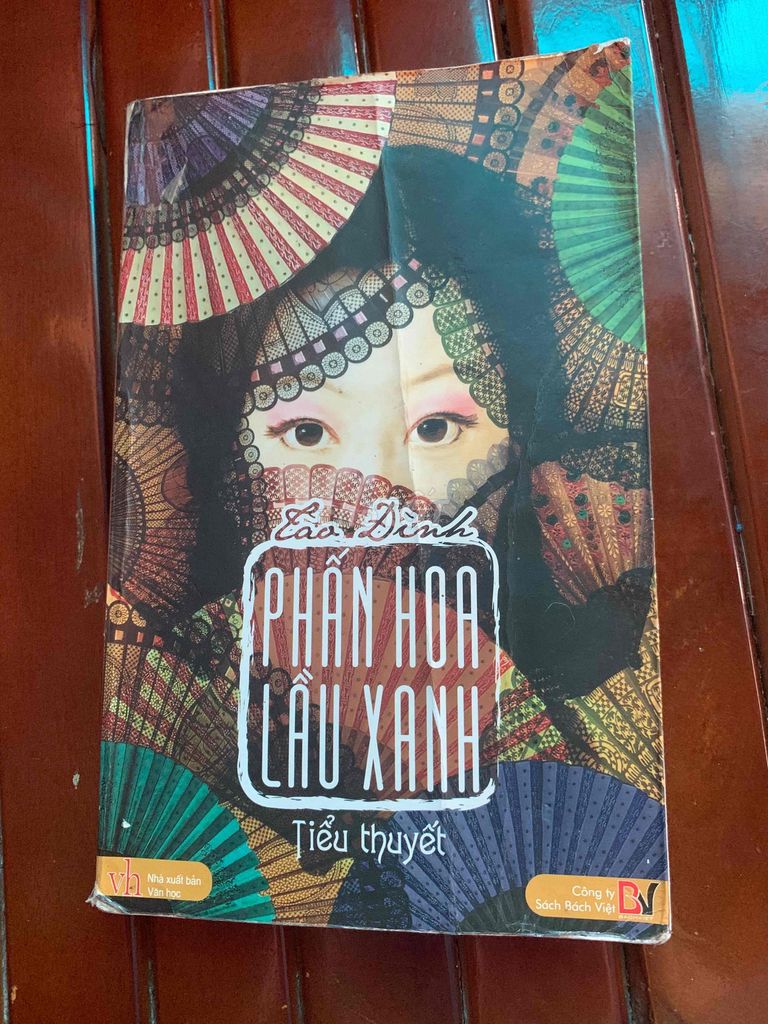 Tào Đình
PHẤN HOA
LẦU XANH
Tiểu thuyết
vh
Nhà xuất bản
Văn học
Công ty
Sách Bách Việt
BV
BACHVIET